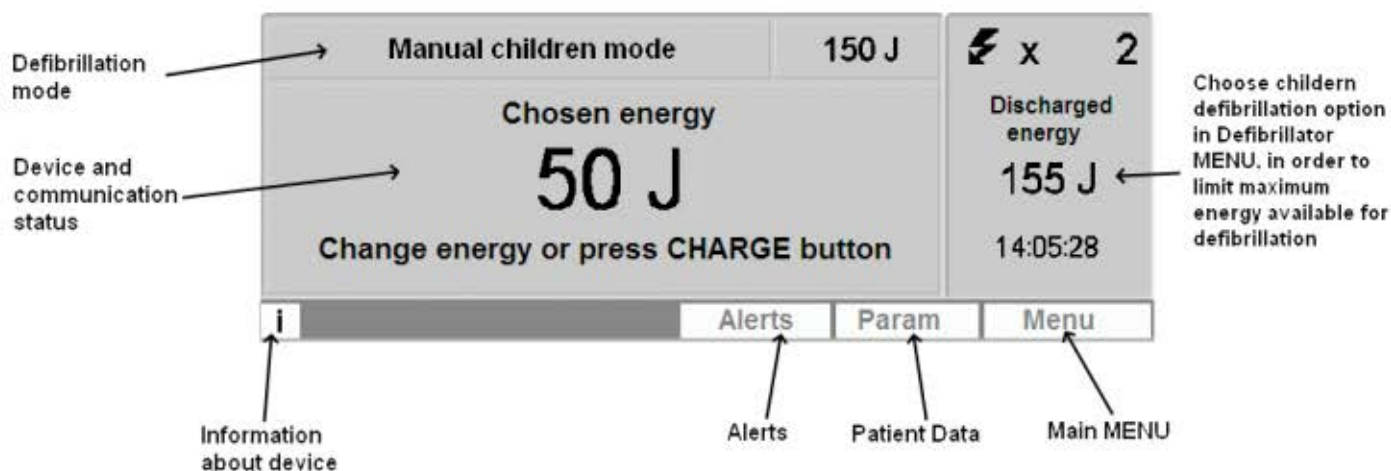 Defibrillation
mode
Device and
communication
status
Manual children mode
150 J
Chosen energy
50 J
Change energy or press CHARGE button
x 2
Discharged
energy
155 J
14:05:28
Choose childern
defibrillation option
in Defibrillator
MENU, in order to
limit maximum
energy available for
defibrillation
i
Alerts
Param
Menu
Information
about device
Alerts
Patient Data
Main MENU